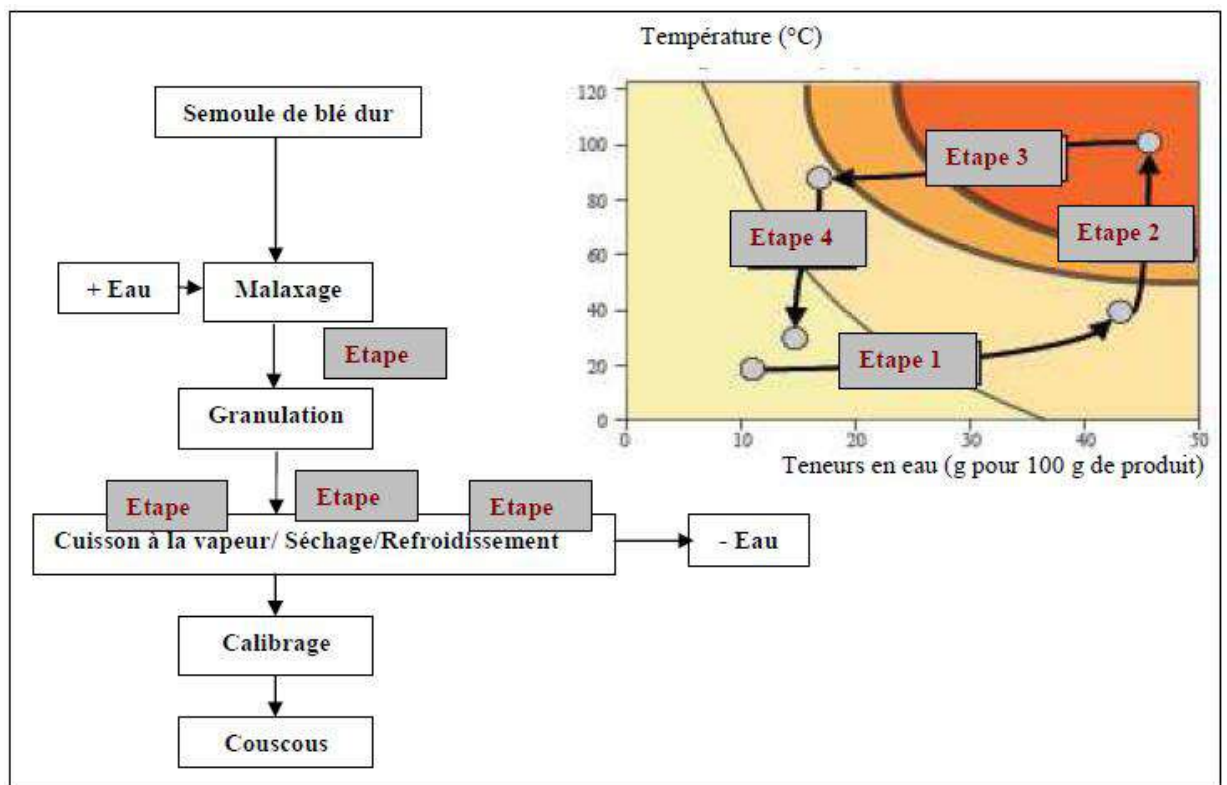 Température (°C)
Semoule de blé dur
+ Eau
Malaxage
Etape
Granulation
Etape
Etape
Etape
Cuisson à la vapeur/ Séchage/Refroidissement
- Eau
Calibrage
Couscous
120
100
80
60
40
20
0
Etape 3
Etape 4
Etape 2
Etape 1
0
10
20
30
40
50
Teneurs en eau (g pour 100 g de produit)